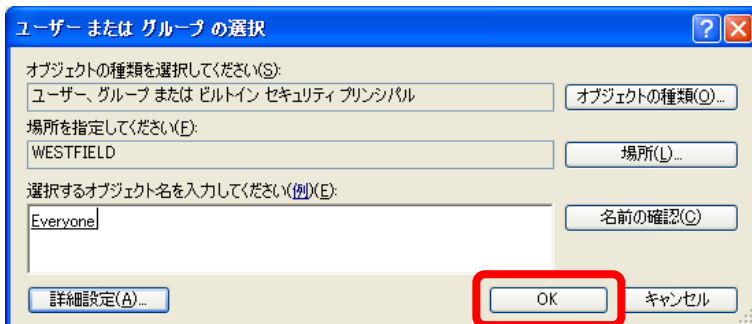 ユーザー または グループ の選択
オブジェクトの種類を選択してください(S):
ユーザー、グループ または ビルトイン セキュリティ プリンシパル
オブジェクトの種類(O)...
場所を指定してください(F):
WESTFIELD
場所(L)...
選択するオブジェクト名を入力してください(例)(E):
Everyone
名前の確認(C)
詳細設定(A)...
OK
キャンセル